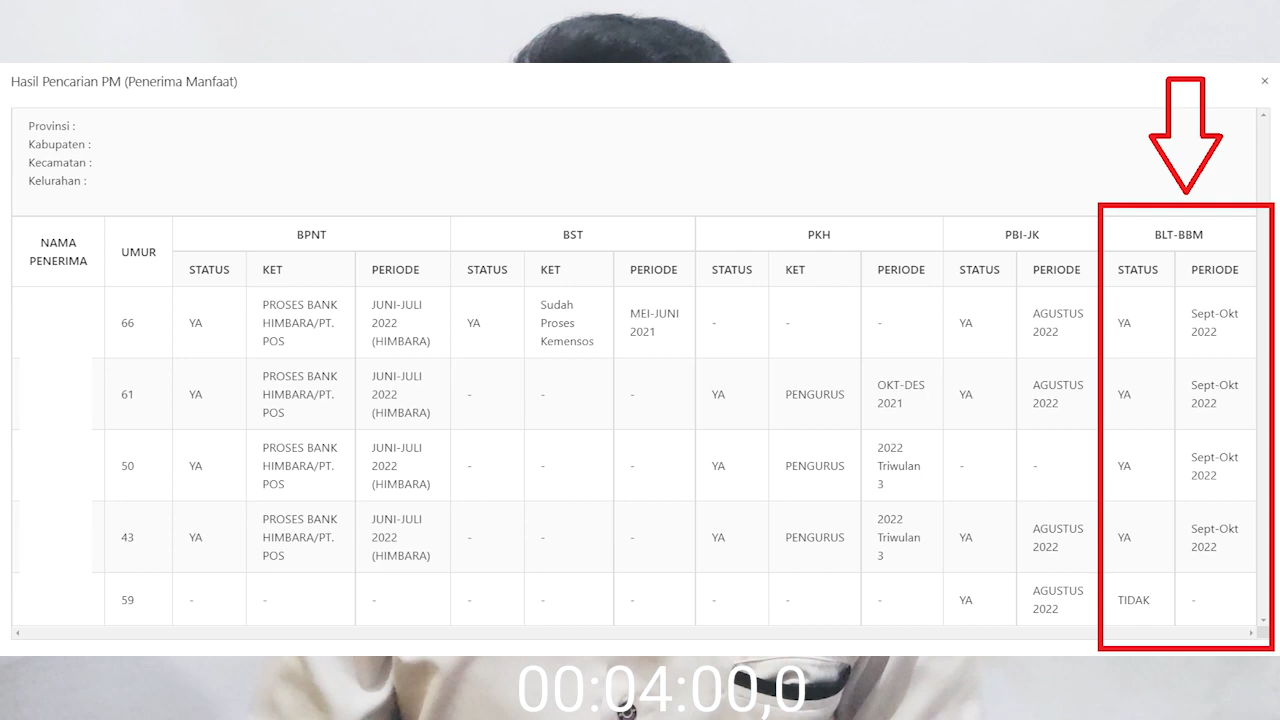 Hasil Pencarian PM (Penerima Manfaat)
×
Provinsi :
Kabupaten :
Kecamatan :
Kelurahan :
NAMA PENERIMA UMUR BPNT BST PKH PBI-JK BLT-BBM
STATUS KET PERIODE STATUS KET PERIODE STATUS KET PERIODE STATUS PERIODE STATUS PERIODE
66 YA PROSES BANK HIMBARA/PT. POS JUNI-JULI 2022 (HIMBARA) YA Sudah Proses Kemensos MEI-JUNI 2021 - - - YA AGUSTUS 2022 YA Sept-Okt 2022
61 YA PROSES BANK HIMBARA/PT. POS JUNI-JULI 2022 (HIMBARA) - - - YA PENGURUS OKT-DES 2021 YA AGUSTUS 2022 YA Sept-Okt 2022
50 YA PROSES BANK HIMBARA/PT. POS JUNI-JULI 2022 (HIMBARA) - - - YA PENGURUS 2022 Triwulan 3 - - YA Sept-Okt 2022
43 YA PROSES BANK HIMBARA/PT. POS JUNI-JULI 2022 (HIMBARA) - - - YA PENGURUS 2022 Triwulan 3 YA AGUSTUS 2022 YA Sept-Okt 2022
59 - - - - - - - - - YA AGUSTUS 2022 TIDAK -
00:04:00,0